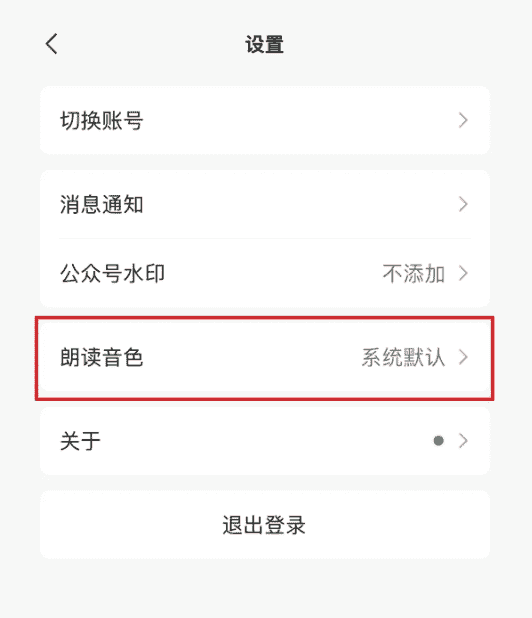 设置
切换账号
消息通知
公众号水印 不添加
朗读音色 系统默认
关于
退出登录